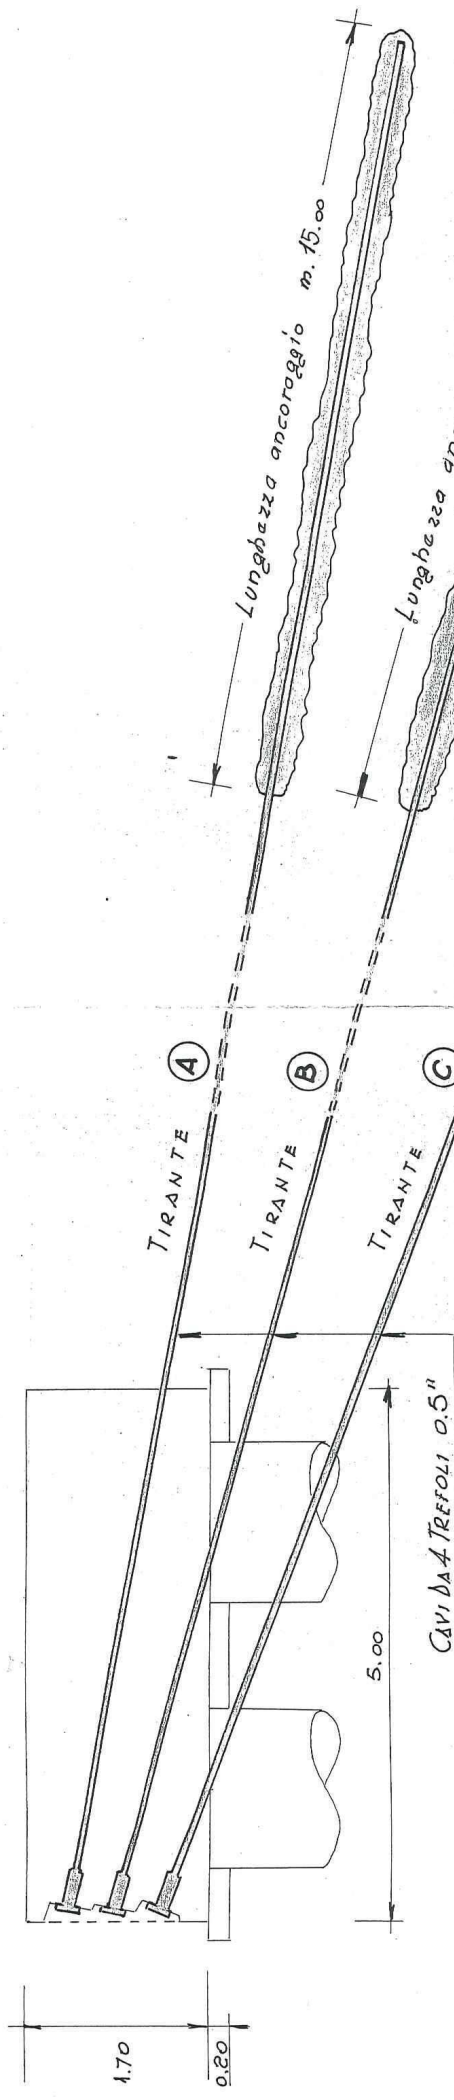 Lunghezza ancoraggio m. 15.00
Lunghezza
TIRANTE A
TIRANTE B
TIRANTE C
CAVI DA 4 TREFOLI 0.5"
5.00
1.70
0.20